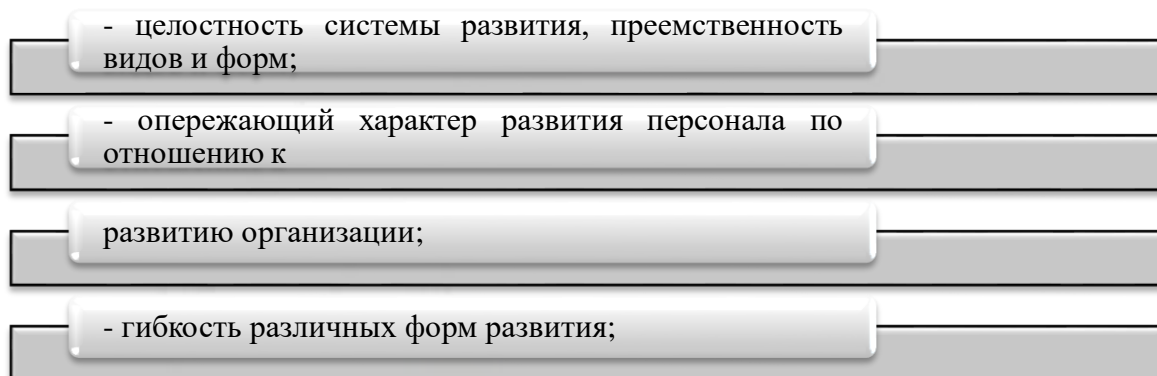 - целостность системы развития, преемственность
видов и форм;
- опережающий характер развития персонала по
отношению к
развитию организации;
- гибкость различных форм развития;